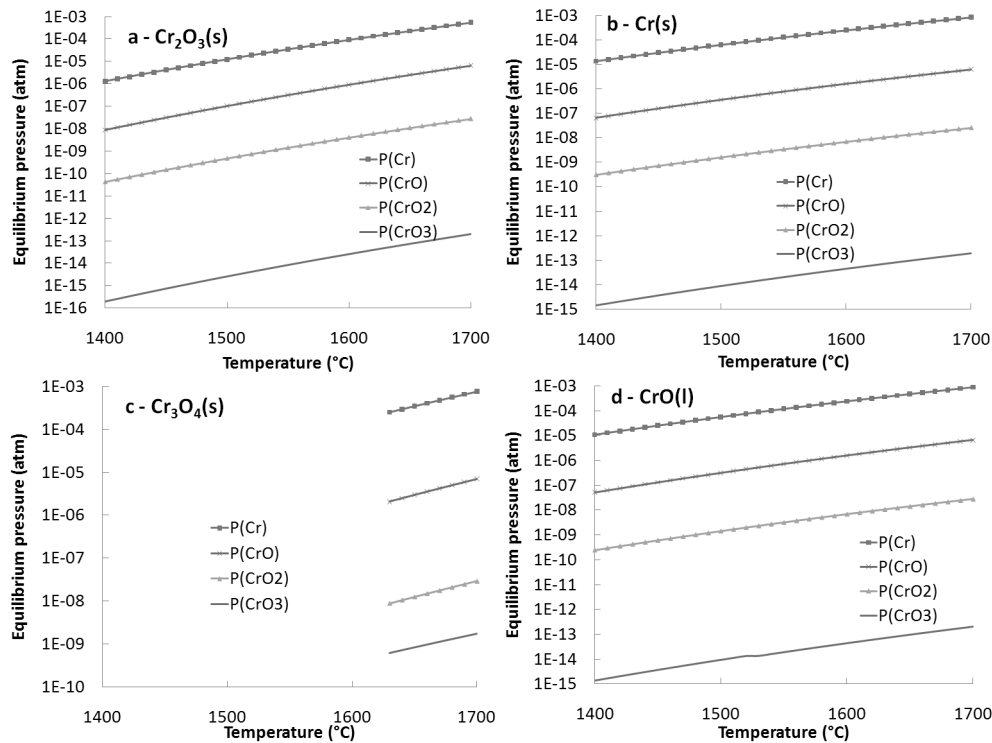 a - Cr₂O₃(s)
Equilibrium pressure (atm)
1E-03
1E-04
1E-05
1E-06
1E-07
1E-08
1E-09
1E-10
1E-11
1E-12
1E-13
1E-14
1E-15
1E-16
P(Cr)
P(CrO)
P(CrO2)
P(CrO3)
1400
1500
1600
1700
Temperature (°C)
b - Cr(s)
Equilibrium pressure (atm)
1E-03
1E-04
1E-05
1E-06
1E-07
1E-08
1E-09
1E-10
1E-11
1E-12
1E-13
1E-14
1E-15
P(Cr)
P(CrO)
P(CrO2)
P(CrO3)
1400
1500
1600
1700
Temperature (°C)
c - Cr₃O₄(s)
Equilibrium pressure (atm)
1E-03
1E-04
1E-05
1E-06
1E-07
1E-08
1E-09
1E-10
P(Cr)
P(CrO)
P(CrO2)
P(CrO3)
1400
1500
1600
1700
Temperature (°C)
d - CrO(l)
Equilibrium pressure (atm)
1E-03
1E-04
1E-05
1E-06
1E-07
1E-08
1E-09
1E-10
1E-11
1E-12
1E-13
1E-14
1E-15
P(Cr)
P(CrO)
P(CrO2)
P(CrO3)
1400
1500
1600
1700
Temperature (°C)